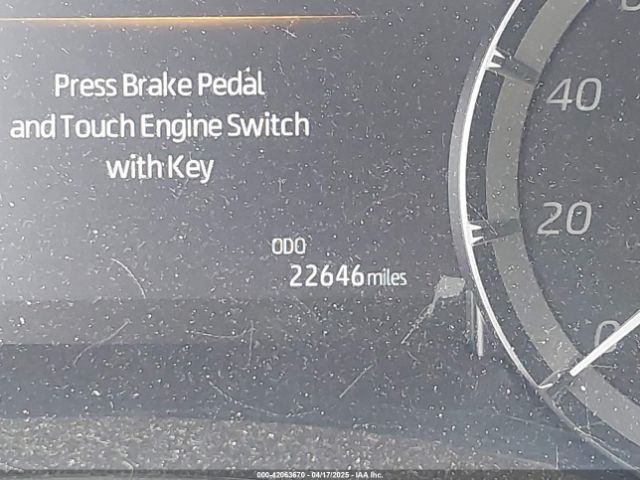 Press Brake Pedal
and Touch Engine Switch
with Key
40
20
0
ODO
22646 miles
000-42063670 - 04/17/2025 - IAA Inc.